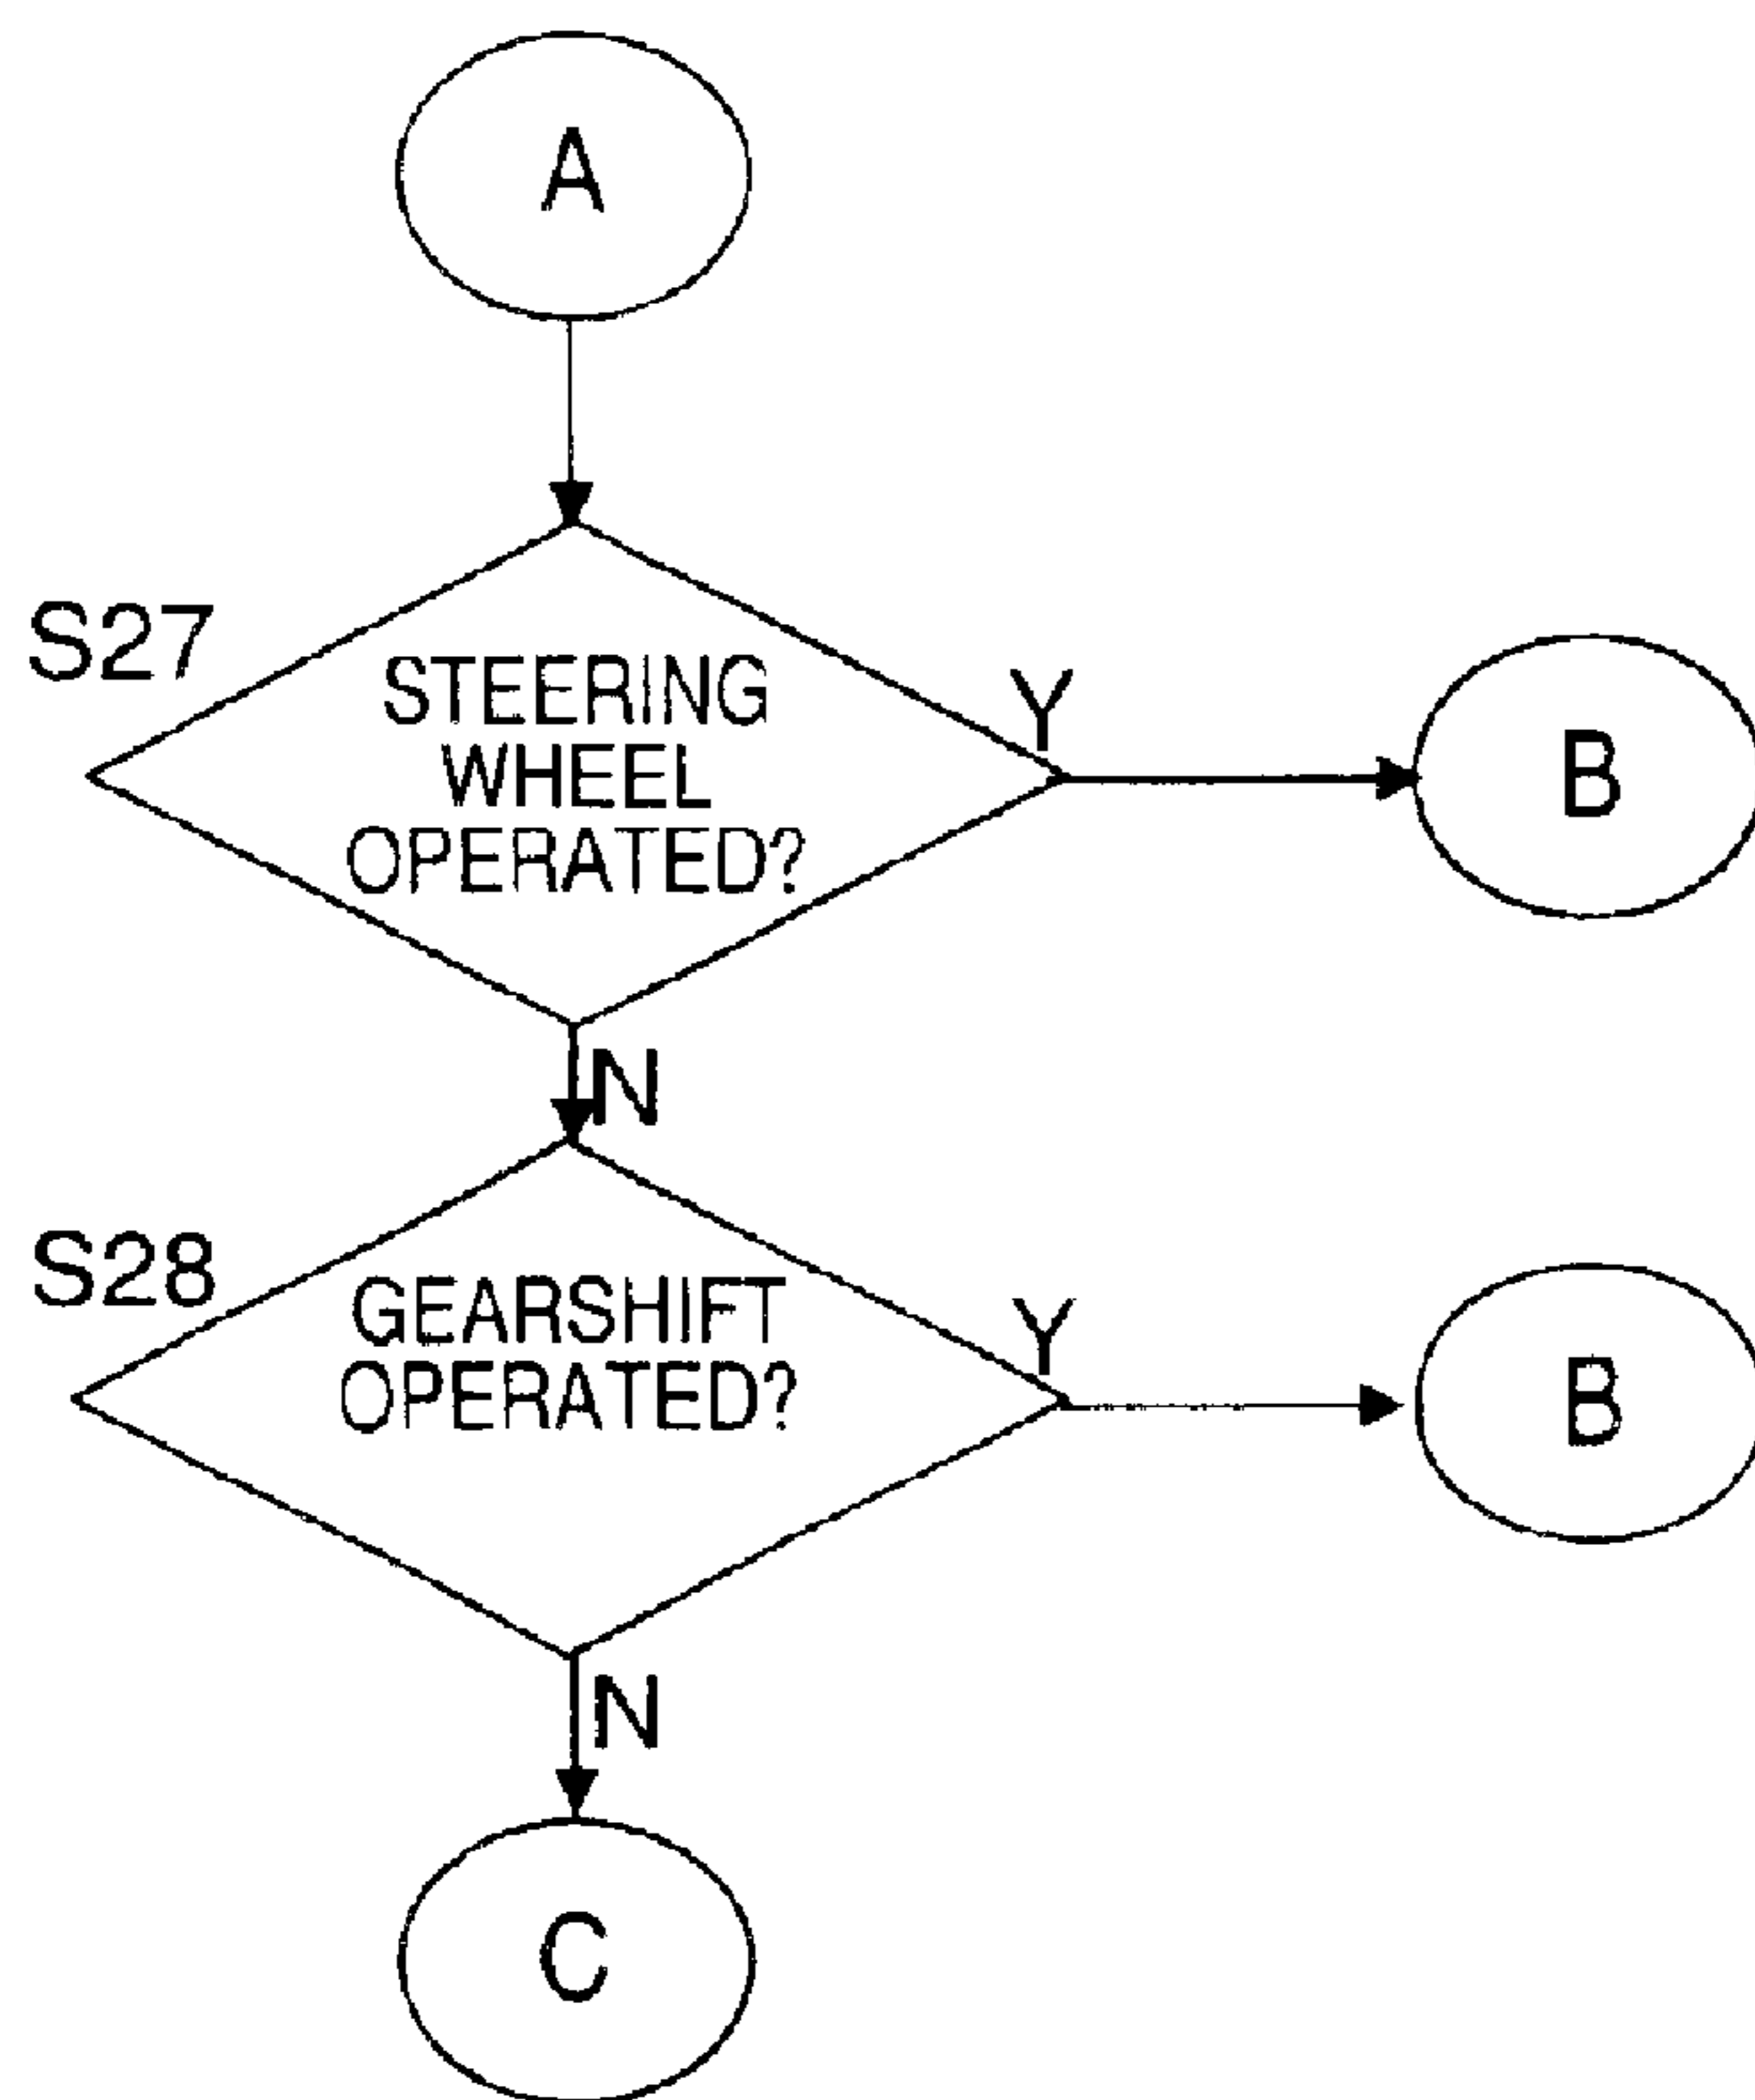 A
S27
STEERING
WHEEL
OPERATED?
Y
B
N
S28
GEARSHIFT
OPERATED?
Y
B
N
C